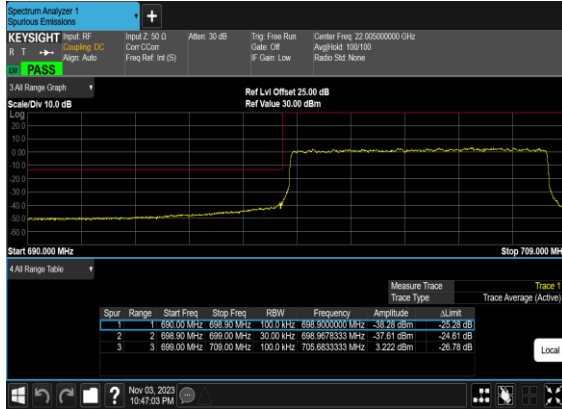 Spectrum Analyzer 1
Spurious Emissions
KEYSIGHT
R T
PASS
Input: RF
Coupling: DC
Align: Auto
Input Z: 50 Ω
Corr CCorr
Freq Ref: Int (S)
Atten: 30 dB
Trig: Free Run
Gate: Off
IF Gain: Low
Center Freq: 22.005000000 GHz
Avg|Hold: 100/100
Radio Std: None
3 All Range Graph
Scale/Div 10.0 dB
Ref Lvl Offset 25.00 dB
Ref Value 30.00 dBm
Log
20.0
10.0
0.00
-10.0
-20.0
-30.0
-40.0
-50.0
-60.0
Start 690.000 MHz
Stop 709.000 MH
4 All Range Table
Measure Trace Trace 1
Trace Type Trace Average (Active)
Spur Range Start Freq Stop Freq RBW Frequency Amplitude ΔLimit
1 1 690.00 MHz 698.90 MHz 100.0 kHz 698.9000000 MHz -38.28 dBm -25.28 dB
2 2 698.90 MHz 699.00 MHz 30.00 kHz 698.9678333 MHz -37.61 dBm -24.61 dB
3 3 699.00 MHz 709.00 MHz 100.0 kHz 705.6833333 MHz 3.222 dBm -26.78 dB
Local
Nov 03, 2023
10:47:03 PM